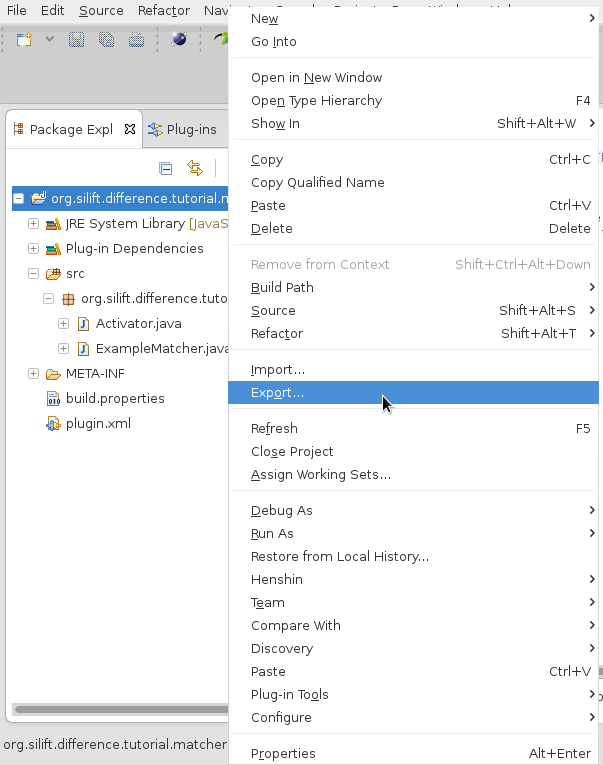 File Edit Source Refactor
Package Expl
Plug-ins
org.silift.difference.tutorial.m
JRE System Library [JavaS
Plug-in Dependencies
src
org.silift.difference.tuto
Activator.java
ExampleMatcher.java
META-INF
build.properties
plugin.xml
org.silift.difference.tutorial.matcher
New
Go Into
Open in New Window
Open Type Hierarchy F4
Show In Shift+Alt+W
Copy Ctrl+C
Copy Qualified Name
Paste Ctrl+V
Delete Delete
Remove from Context Shift+Ctrl+Alt+Down
Build Path
Source Shift+Alt+S
Refactor Shift+Alt+T
Import...
Export...
Refresh F5
Close Project
Assign Working Sets...
Debug As
Run As
Restore from Local History...
Henshin
Team
Compare With
Discovery
Paste Ctrl+V
Plug-in Tools
Configure
Properties Alt+Enter